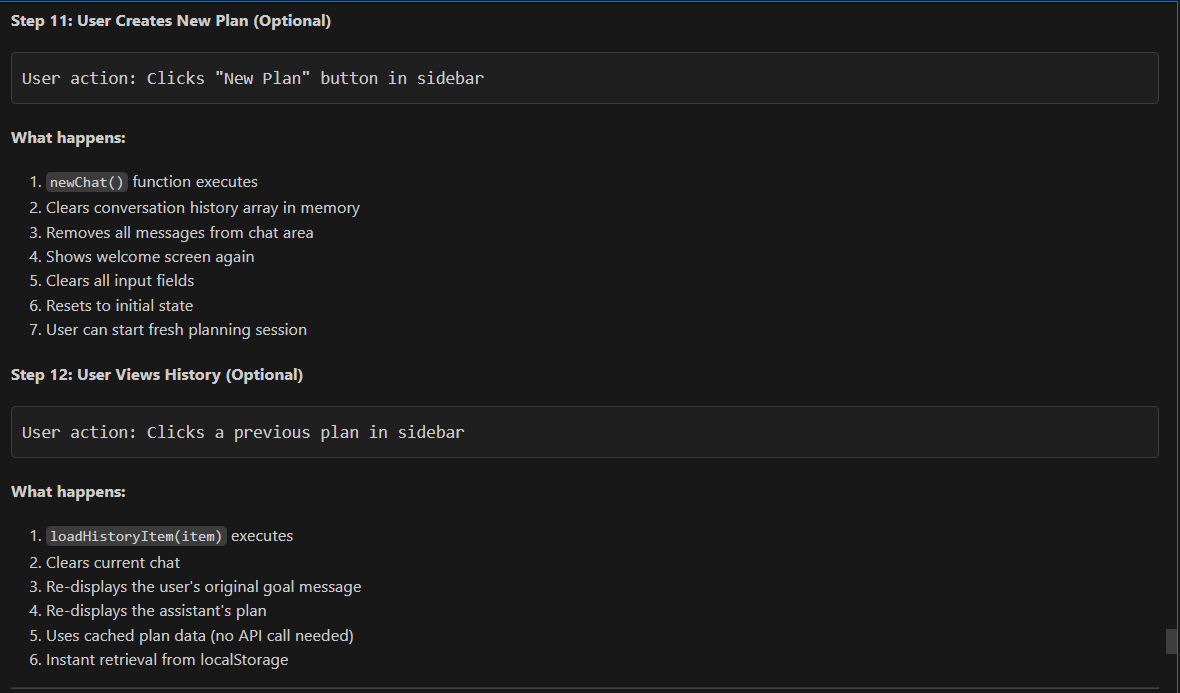 Step 11: User Creates New Plan (Optional)
User action: Clicks "New Plan" button in sidebar
What happens:
1. newChat() function executes
2. Clears conversation history array in memory
3. Removes all messages from chat area
4. Shows welcome screen again
5. Clears all input fields
6. Resets to initial state
7. User can start fresh planning session
Step 12: User Views History (Optional)
User action: Clicks a previous plan in sidebar
What happens:
1. loadHistoryItem(item) executes
2. Clears current chat
3. Re-displays the user's original goal message
4. Re-displays the assistant's plan
5. Uses cached plan data (no API call needed)
6. Instant retrieval from localStorage